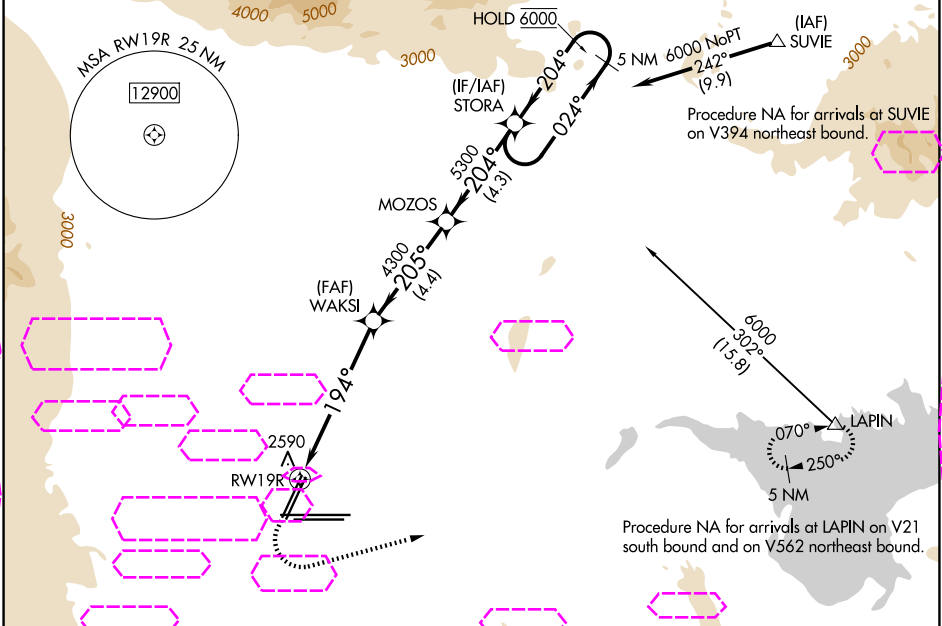 4000
5000
3000
HOLD 6000
(IAF)
SUVIE
3000
5 NM
6000 NoPT
242°
(9.9)
MSA RW19R 25 NM
12900
(IF/IAF)
STORA
204°
024°
Procedure NA for arrivals at SUVIE
on V394 northeast bound.
5300
204°
(4.3)
MOZOS
3000
4300
205°
(4.4)
(FAF)
WAKSI
6000
302°
(15.8)
194°
LAPIN
070°
250°
5 NM
2590
RW19R
Procedure NA for arrivals at LAPIN on V21
south bound and on V562 northeast bound.